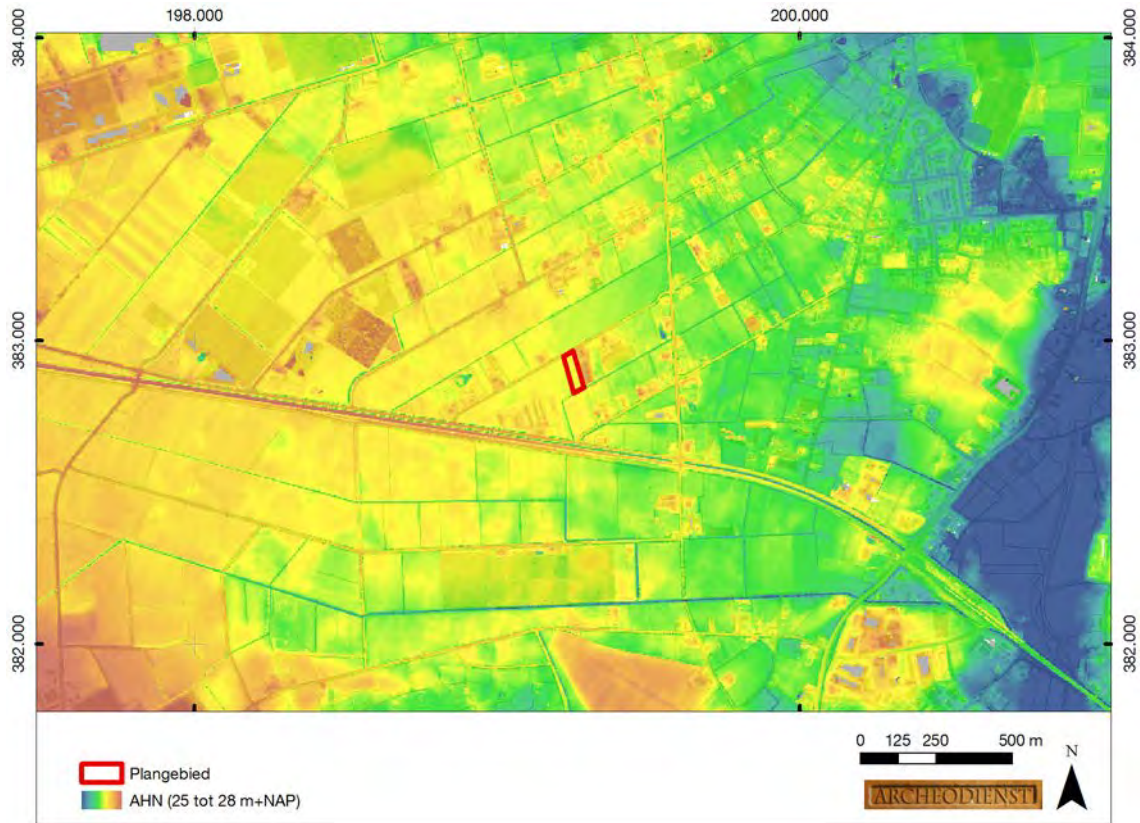 198.000 200.000
384.000 384.000
383.000 383.000
382.000 382.000
0 125 250 500 m
N
Plangebied
AHN (25 tot 28 m+NAP)
ARCHEODIENST